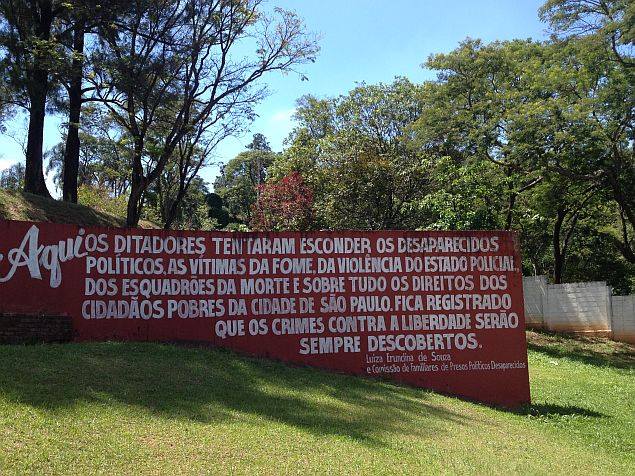 Aqui OS DITADORES TENTARAM ESCONDER OS DESAPARECIDOS
POLÍTICOS, AS VÍTIMAS DA FOME, DA VIOLÊNCIA DO ESTADO POLICIAL,
DOS ESQUADRÕES DA MORTE E SOBRE TUDO OS DIREITOS DOS
CIDADÃOS POBRES DA CIDADE DE SÃO PAULO. FICA REGISTRADO
QUE OS CRIMES CONTRA A LIBERDADE SERÃO
SEMPRE DESCOBERTOS.
Luíza Erundina de Souza
e Comissão de Familiares de Presos Políticos Desaparecidos